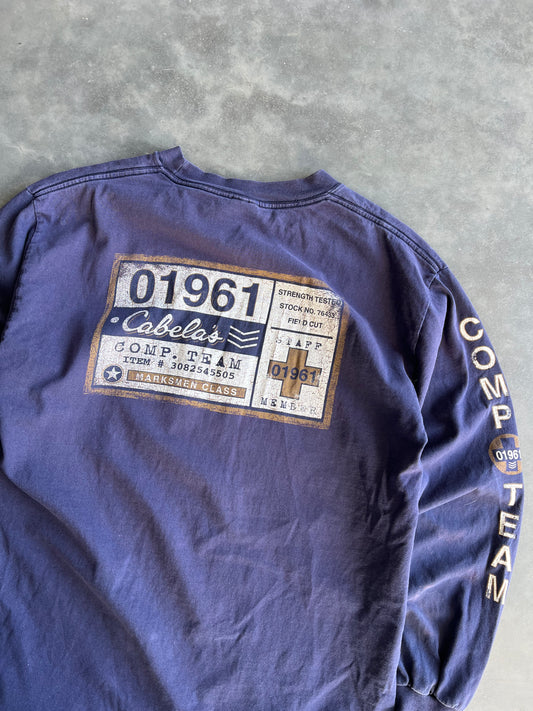 01961
Cabela's
COMP. TEAM
ITEM # 3082545505
MARKSMEN CLASS
STRENGTH TESTED
STOCK NO. 76433
FIELD CUT
STAFF
01961
MEMBER
COMP
01961
TEAM